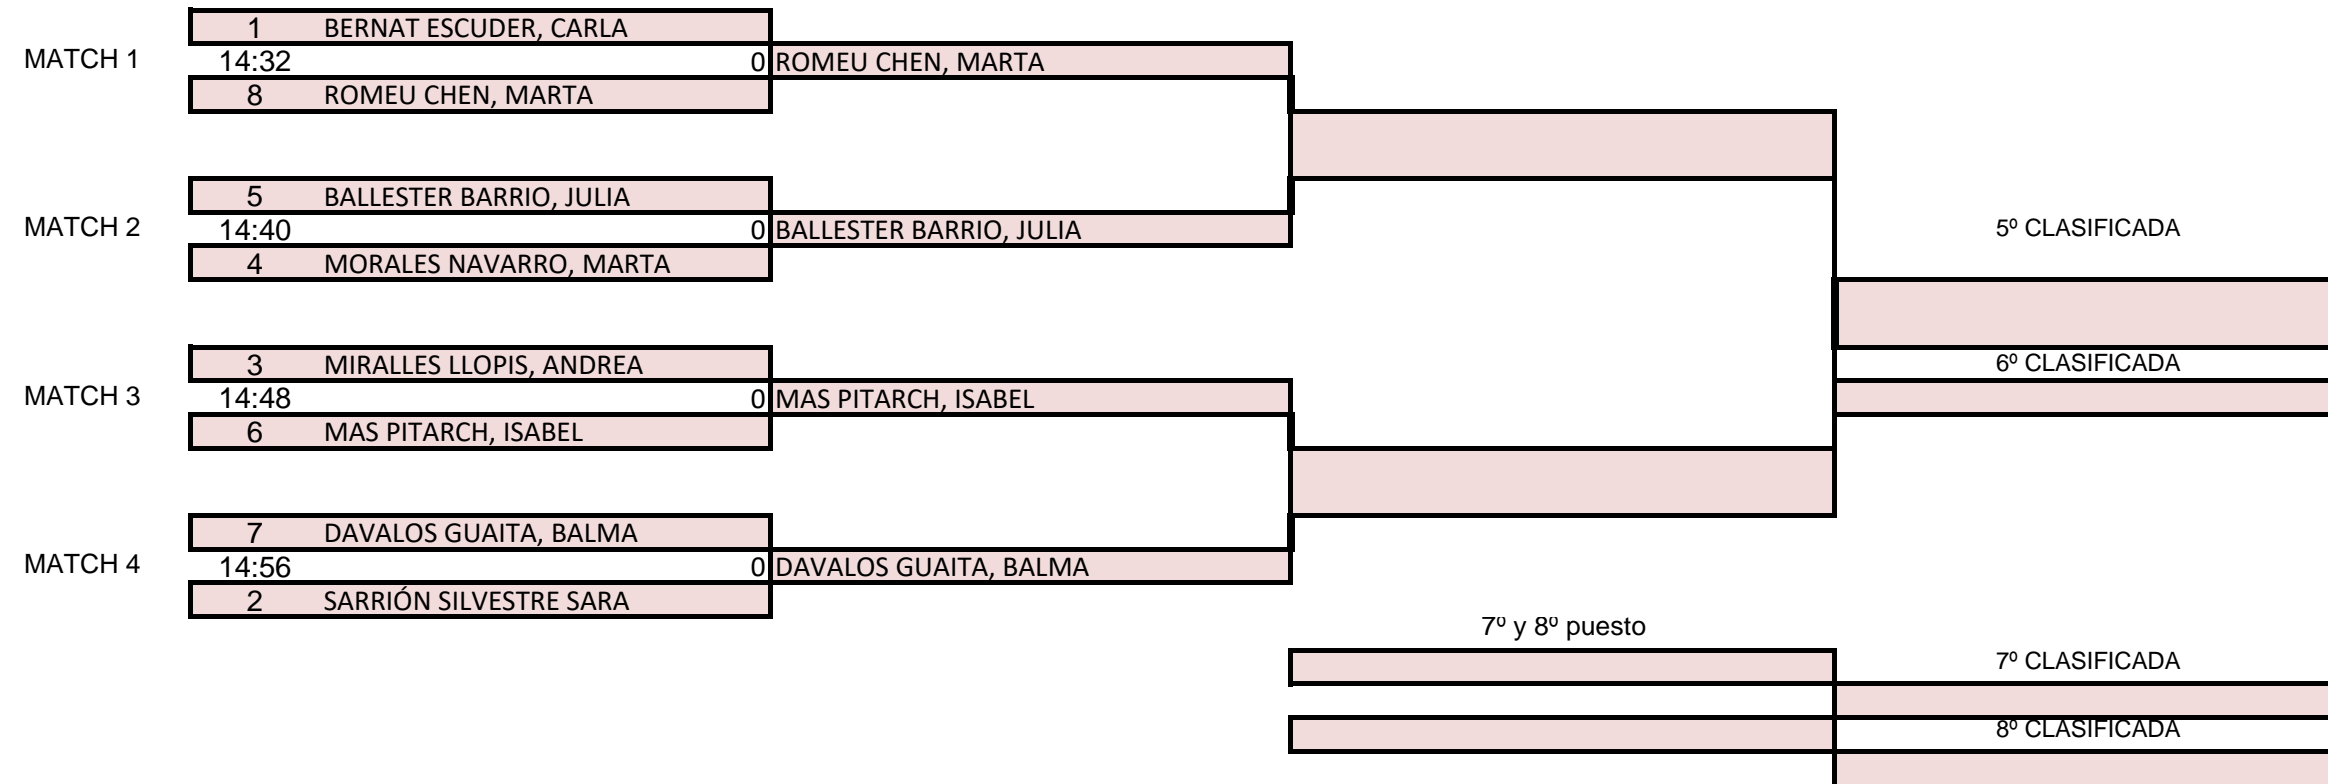 1 BERNAT ESCUDER, CARLA
MATCH 1 14:32 0 ROMEU CHEN, MARTA
8 ROMEU CHEN, MARTA
5 BALLESTER BARRIO, JULIA
MATCH 2 14:40 0 BALLESTER BARRIO, JULIA 5º CLASIFICADA
4 MORALES NAVARRO, MARTA
3 MIRALLES LLOPIS, ANDREA 6º CLASIFICADA
MATCH 3 14:48 0 MAS PITARCH, ISABEL
6 MAS PITARCH, ISABEL
7 DAVALOS GUAITA, BALMA
MATCH 4 14:56 0 DAVALOS GUAITA, BALMA
2 SARRIÓN SILVESTRE SARA
7º y 8º puesto
7º CLASIFICADA
8º CLASIFICADA